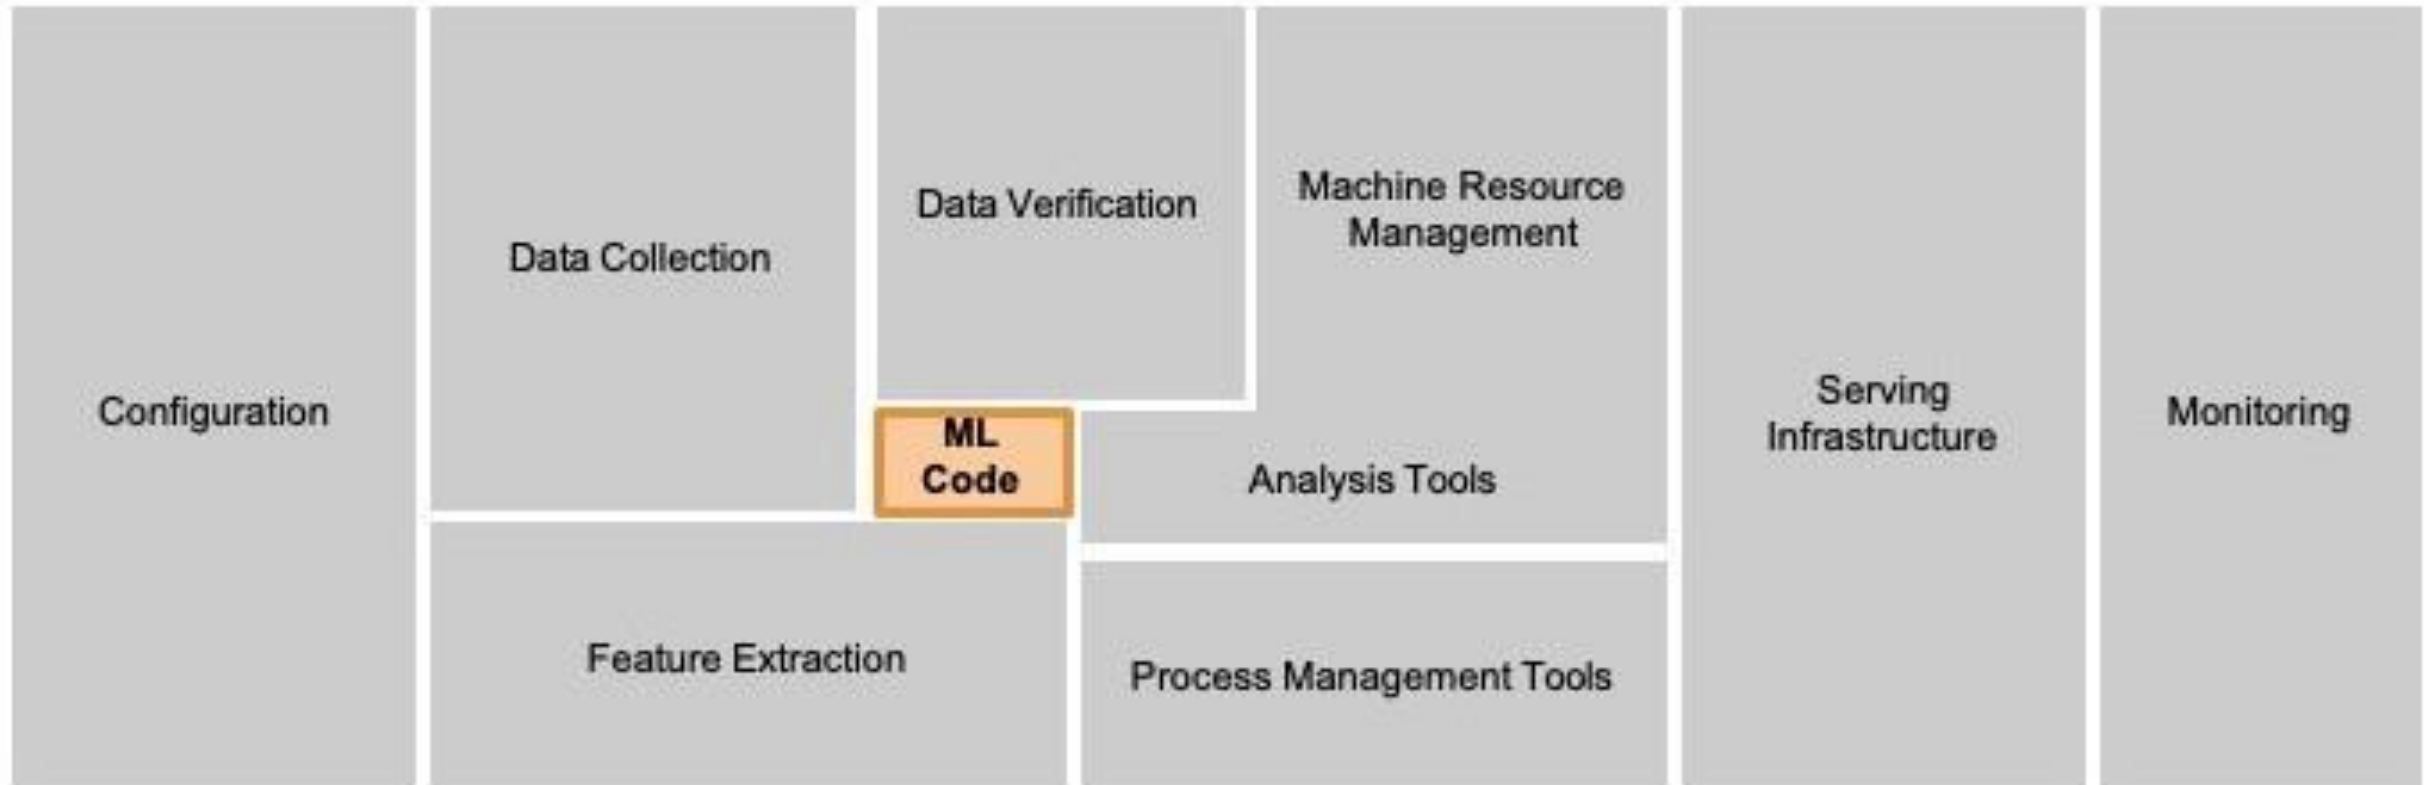 Configuration
Data Collection
Data Verification
Machine Resource
Management
ML
Code
Analysis Tools
Feature Extraction
Process Management Tools
Serving
Infrastructure
Monitoring